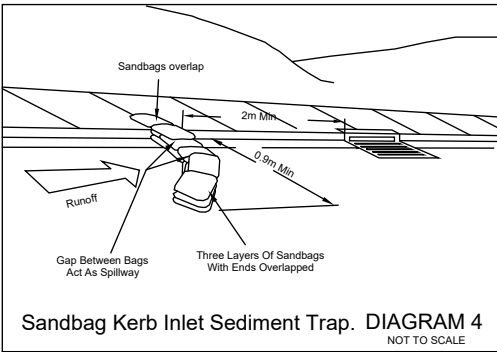 Sandbags overlap
2m Min
0.9m Min
Runoff
Gap Between Bags
Act As Spillway
Three Layers Of Sandbags
With Ends Overlapped
Sandbag Kerb Inlet Sediment Trap. DIAGRAM 4
NOT TO SCALE